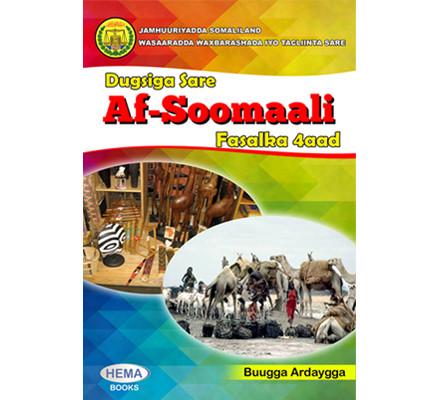 JAMHUURIYADDA SOMALILAND
WASAARADDA WAXBARASHADA IYO TACLIINTA SARE
Dugsiga Sare
Af-Soomaali
Fasalka 4aad
HEMA
BOOKS
Buugga Ardaygga